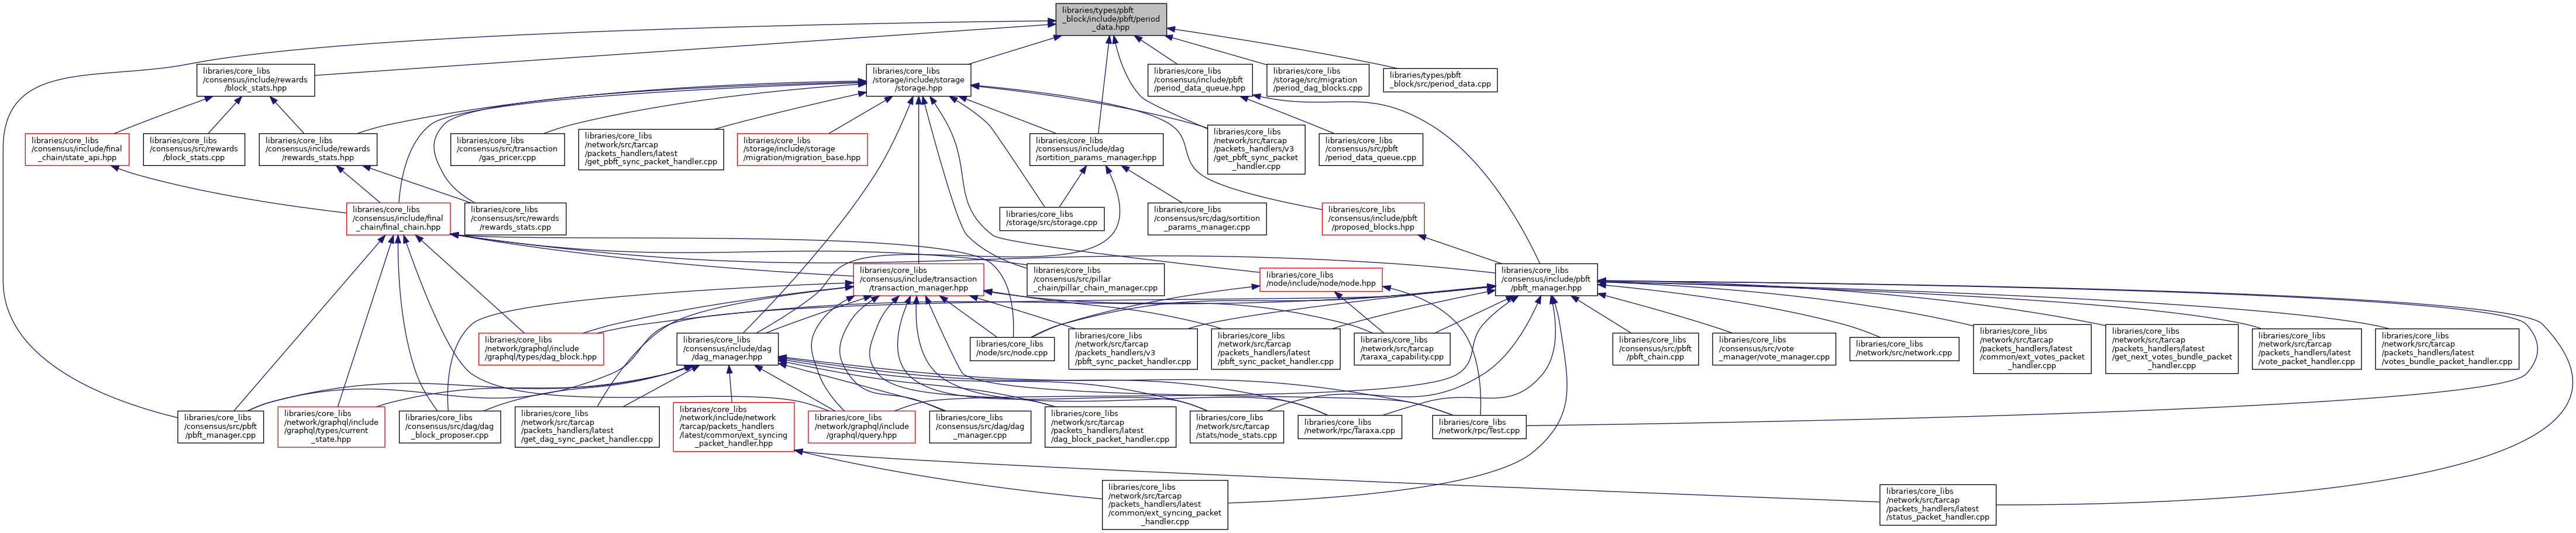 libraries/types/pbft
_block/include/pbft/period
_data.hpp
libraries/core_libs
/consensus/include/rewards
/block_stats.hpp
libraries/core_libs
/storage/include/storage
/storage.hpp
libraries/core_libs
/consensus/include/pbft
/period_data_queue.hpp
libraries/core_libs
/storage/src/migration
/period_dag_blocks.cpp
libraries/types/pbft
_block/src/period_data.cpp
libraries/core_libs
/consensus/include/final
_chain/state_api.hpp
libraries/core_libs
/consensus/src/rewards
/block_stats.cpp
libraries/core_libs
/consensus/include/rewards
/rewards_stats.hpp
libraries/core_libs
/consensus/src/transaction
/gas_pricer.cpp
libraries/core_libs
/network/src/tarcap
/packets_handlers/latest
/get_pbft_sync_packet_handler.cpp
libraries/core_libs
/storage/include/storage
/migration/migration_base.hpp
libraries/core_libs
/consensus/include/dag
/sortition_params_manager.hpp
libraries/core_libs
/network/src/tarcap
/packets_handlers/v3
/get_pbft_sync_packet
_handler.cpp
libraries/core_libs
/consensus/src/pbft
/period_data_queue.cpp
libraries/core_libs
/consensus/include/final
_chain/final_chain.hpp
libraries/core_libs
/consensus/src/rewards
/rewards_stats.cpp
libraries/core_libs
/storage/src/storage.cpp
libraries/core_libs
/consensus/src/dag/sortition
_params_manager.cpp
libraries/core_libs
/consensus/include/pbft
/proposed_blocks.hpp
libraries/core_libs
/consensus/include/transaction
/transaction_manager.hpp
libraries/core_libs
/consensus/src/pillar
_chain/pillar_chain_manager.cpp
libraries/core_libs
/node/include/node/node.hpp
libraries/core_libs
/consensus/include/pbft
/pbft_manager.hpp
libraries/core_libs
/network/graphql/include
/graphql/types/dag_block.hpp
libraries/core_libs
/consensus/include/dag
/dag_manager.hpp
libraries/core_libs
/node/src/node.cpp
libraries/core_libs
/network/src/tarcap
/packets_handlers/v3
/pbft_sync_packet_handler.cpp
libraries/core_libs
/network/src/tarcap
/packets_handlers/latest
/pbft_sync_packet_handler.cpp
libraries/core_libs
/network/src/tarcap
/taraxa_capability.cpp
libraries/core_libs
/consensus/src/pbft
/pbft_chain.cpp
libraries/core_libs
/consensus/src/vote
_manager/vote_manager.cpp
libraries/core_libs
/network/src/network.cpp
libraries/core_libs
/network/src/tarcap
/packets_handlers/latest
/common/ext_votes_packet
_handler.cpp
libraries/core_libs
/network/src/tarcap
/packets_handlers/latest
/get_next_votes_bundle_packet
_handler.cpp
libraries/core_libs
/network/src/tarcap
/packets_handlers/latest
/vote_packet_handler.cpp
libraries/core_libs
/network/src/tarcap
/packets_handlers/latest
/votes_bundle_packet_handler.cpp
libraries/core_libs
/consensus/src/pbft
/pbft_manager.cpp
libraries/core_libs
/network/graphql/include
/graphql/types/current
_state.hpp
libraries/core_libs
/consensus/src/dag/dag
_block_proposer.cpp
libraries/core_libs
/network/src/tarcap
/packets_handlers/latest
/get_dag_sync_packet_handler.cpp
libraries/core_libs
/network/include/network
/tarcap/packets_handlers
/latest/common/ext_syncing
_packet_handler.hpp
libraries/core_libs
/network/graphql/include
/graphql/query.hpp
libraries/core_libs
/consensus/src/dag/dag
_manager.cpp
libraries/core_libs
/network/src/tarcap
/packets_handlers/latest
/dag_block_packet_handler.cpp
libraries/core_libs
/network/src/tarcap
/stats/node_stats.cpp
libraries/core_libs
/network/rpc/Taraxa.cpp
libraries/core_libs
/network/rpc/Test.cpp
libraries/core_libs
/network/src/tarcap
/packets_handlers/latest
/common/ext_syncing_packet
_handler.cpp
libraries/core_libs
/network/src/tarcap
/packets_handlers/latest
/status_packet_handler.cpp